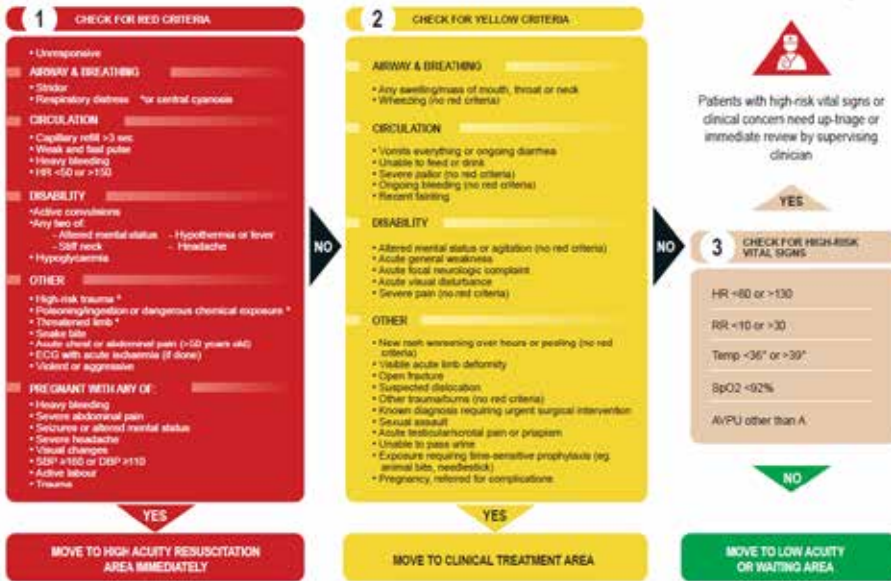 1 CHECK FOR RED CRITERIA
• Unresponsive
AIRWAY & BREATHING
• Stridor
• Respiratory distress *or central cyanosis
CIRCULATION
• Capillary refill >3 sec
• Weak and fast pulse
• Heavy bleeding
• HR <50 or >150
DISABILITY
• Active convulsions
• Any two of:
- Altered mental status - Hypothermia or fever
- Stiff neck - Headache
• Hypoglycaemia
OTHER
• High-risk trauma *
• Poisoning/ingestion or dangerous chemical exposure *
• Threatened limb *
• Snake bite
• Acute chest or abdominal pain (>50 years old)
• ECG with acute ischaemia (if done)
• Violent or aggressive
PREGNANT WITH ANY OF:
• Heavy bleeding
• Severe abdominal pain
• Seizures or altered mental status
• Severe headache
• Visual changes
• SBP ≥160 or DBP ≥110
• Active labour
• Trauma
YES
MOVE TO HIGH ACUITY RESUSCITATION
AREA IMMEDIATELY
NO
2 CHECK FOR YELLOW CRITERIA
AIRWAY & BREATHING
• Any swelling/mass of mouth, throat or neck
• Wheezing (no red criteria)
CIRCULATION
• Vomits everything or ongoing diarrhea
• Unable to feed or drink
• Severe pallor (no red criteria)
• Ongoing bleeding (no red criteria)
• Recent fainting
DISABILITY
• Altered mental status or agitation (no red criteria)
• Acute general weakness
• Acute focal neurologic complaint
• Acute visual disturbance
• Severe pain (no red criteria)
OTHER
• New rash worsening over hours or peeling (no red
criteria)
• Visible acute limb deformity
• Open fracture
• Suspected dislocation
• Other trauma/burns (no red criteria)
• Known diagnosis requiring urgent surgical intervention
• Sexual assault
• Acute testicular/scrotal pain or priapism
• Unable to pass urine
• Exposure requiring time-sensitive prophylaxis (eg.
animal bite, needlestick)
• Pregnancy, referred for complications
YES
MOVE TO CLINICAL TREATMENT AREA
NO
Patients with high-risk vital signs or
clinical concern need up-triage or
immediate review by supervising
clinician
YES
3 CHECK FOR HIGH-RISK
VITAL SIGNS
HR <60 or >130
RR <10 or >30
Temp <36° or >39°
SpO2 <92%
AVPU other than A
NO
MOVE TO LOW ACUITY
OR WAITING AREA